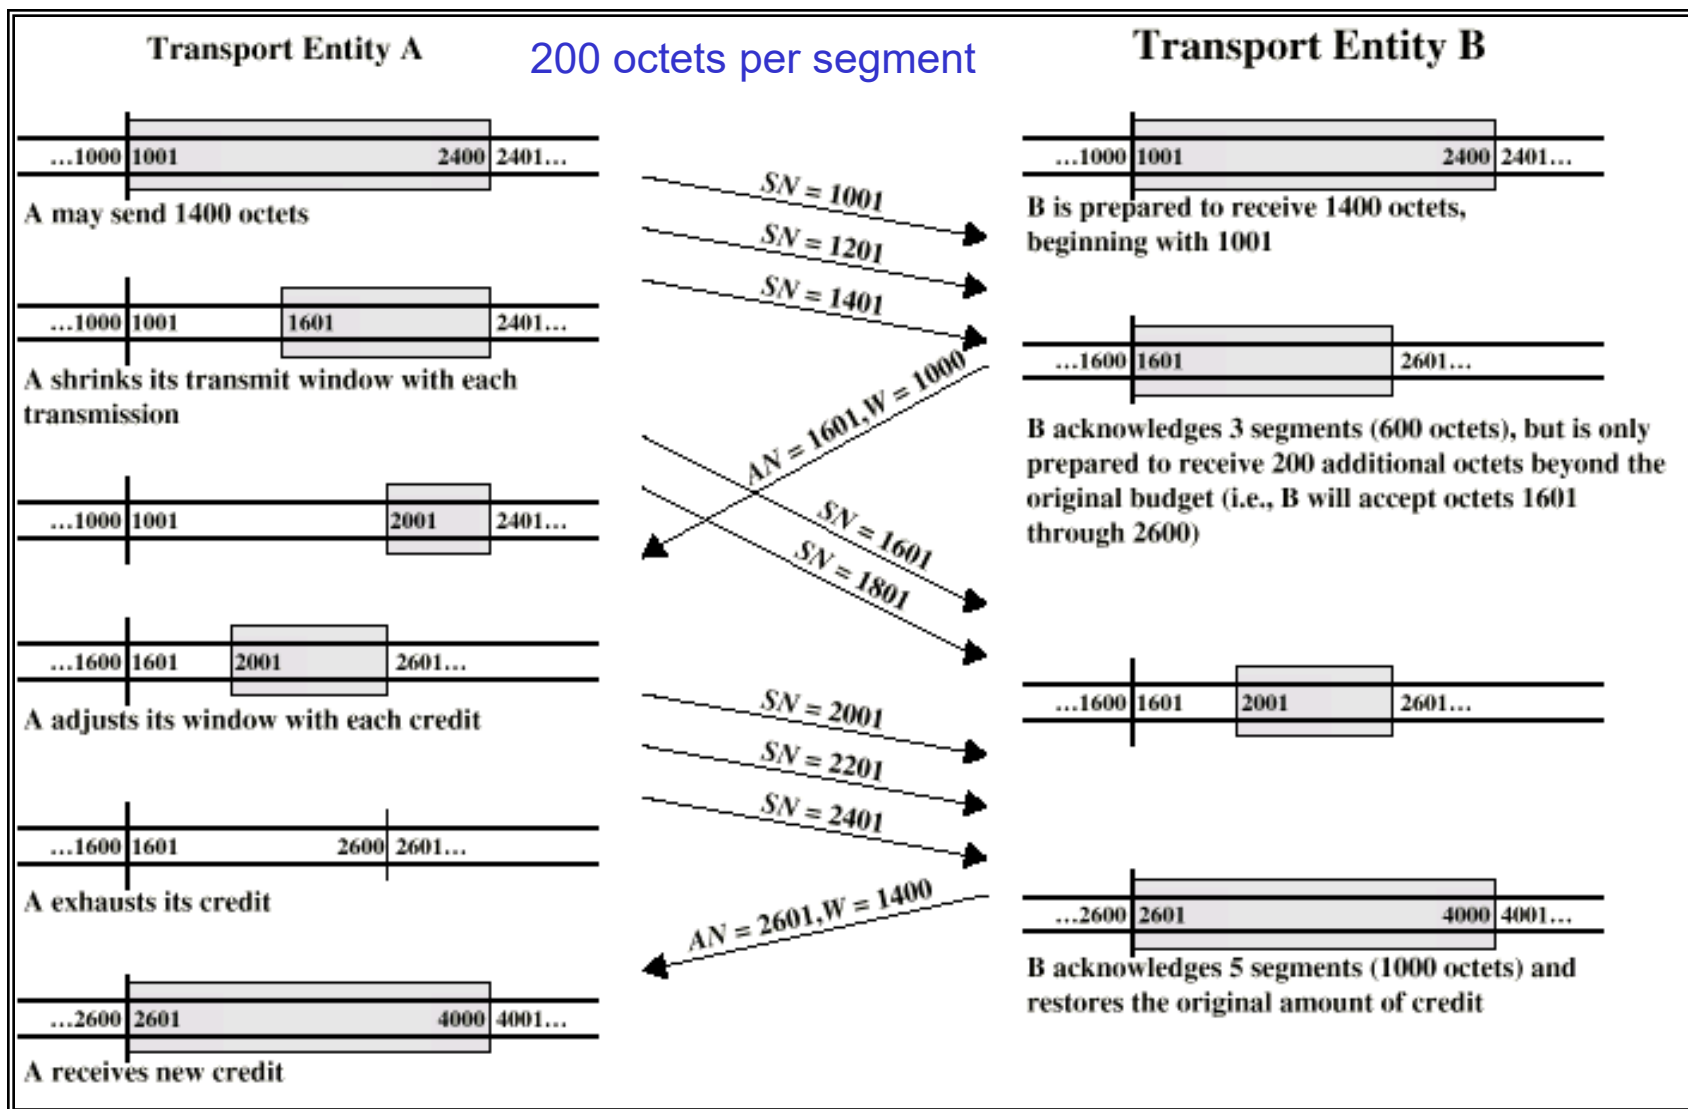 Transport Entity A
200 octets per segment
Transport Entity B
...1000 1001 2400 2401...
A may send 1400 octets
...1000 1001 1601 2401...
A shrinks its transmit window with each
transmission
...1000 1001 2001 2401...
...1600 1601 2001 2601...
A adjusts its window with each credit
...1600 1601 2600 2601...
A exhausts its credit
...2600 2601 4000 4001...
A receives new credit
SN = 1001
SN = 1201
SN = 1401
AN = 1601,W = 1000
SN = 1601
SN = 1801
SN = 2001
SN = 2201
SN = 2401
AN = 2601,W = 1400
...1000 1001 2400 2401...
B is prepared to receive 1400 octets,
beginning with 1001
...1600 1601 2601...
B acknowledges 3 segments (600 octets), but is only
prepared to receive 200 additional octets beyond the
original budget (i.e., B will accept octets 1601
through 2600)
...1600 1601 2001 2601...
...2600 2601 4000 4001...
B acknowledges 5 segments (1000 octets) and
restores the original amount of credit